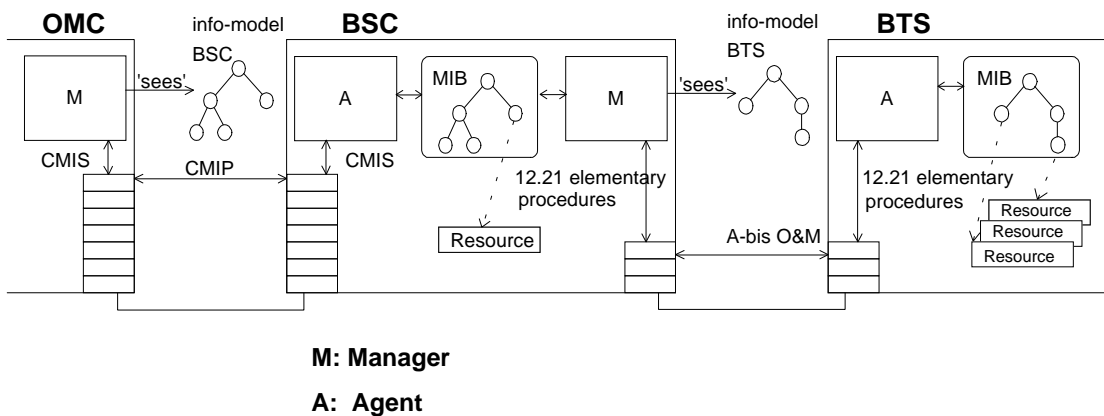 OMC
info-model
BSC
BSC
info-model
BTS
BTS
M
'sees'
A
MIB
M
'sees'
A
MIB
CMIS
CMIP
CMIS
12.21 elementary
procedures
Resource
A-bis O&M
12.21 elementary
procedures
Resource
Resource
Resource
M: Manager
A: Agent